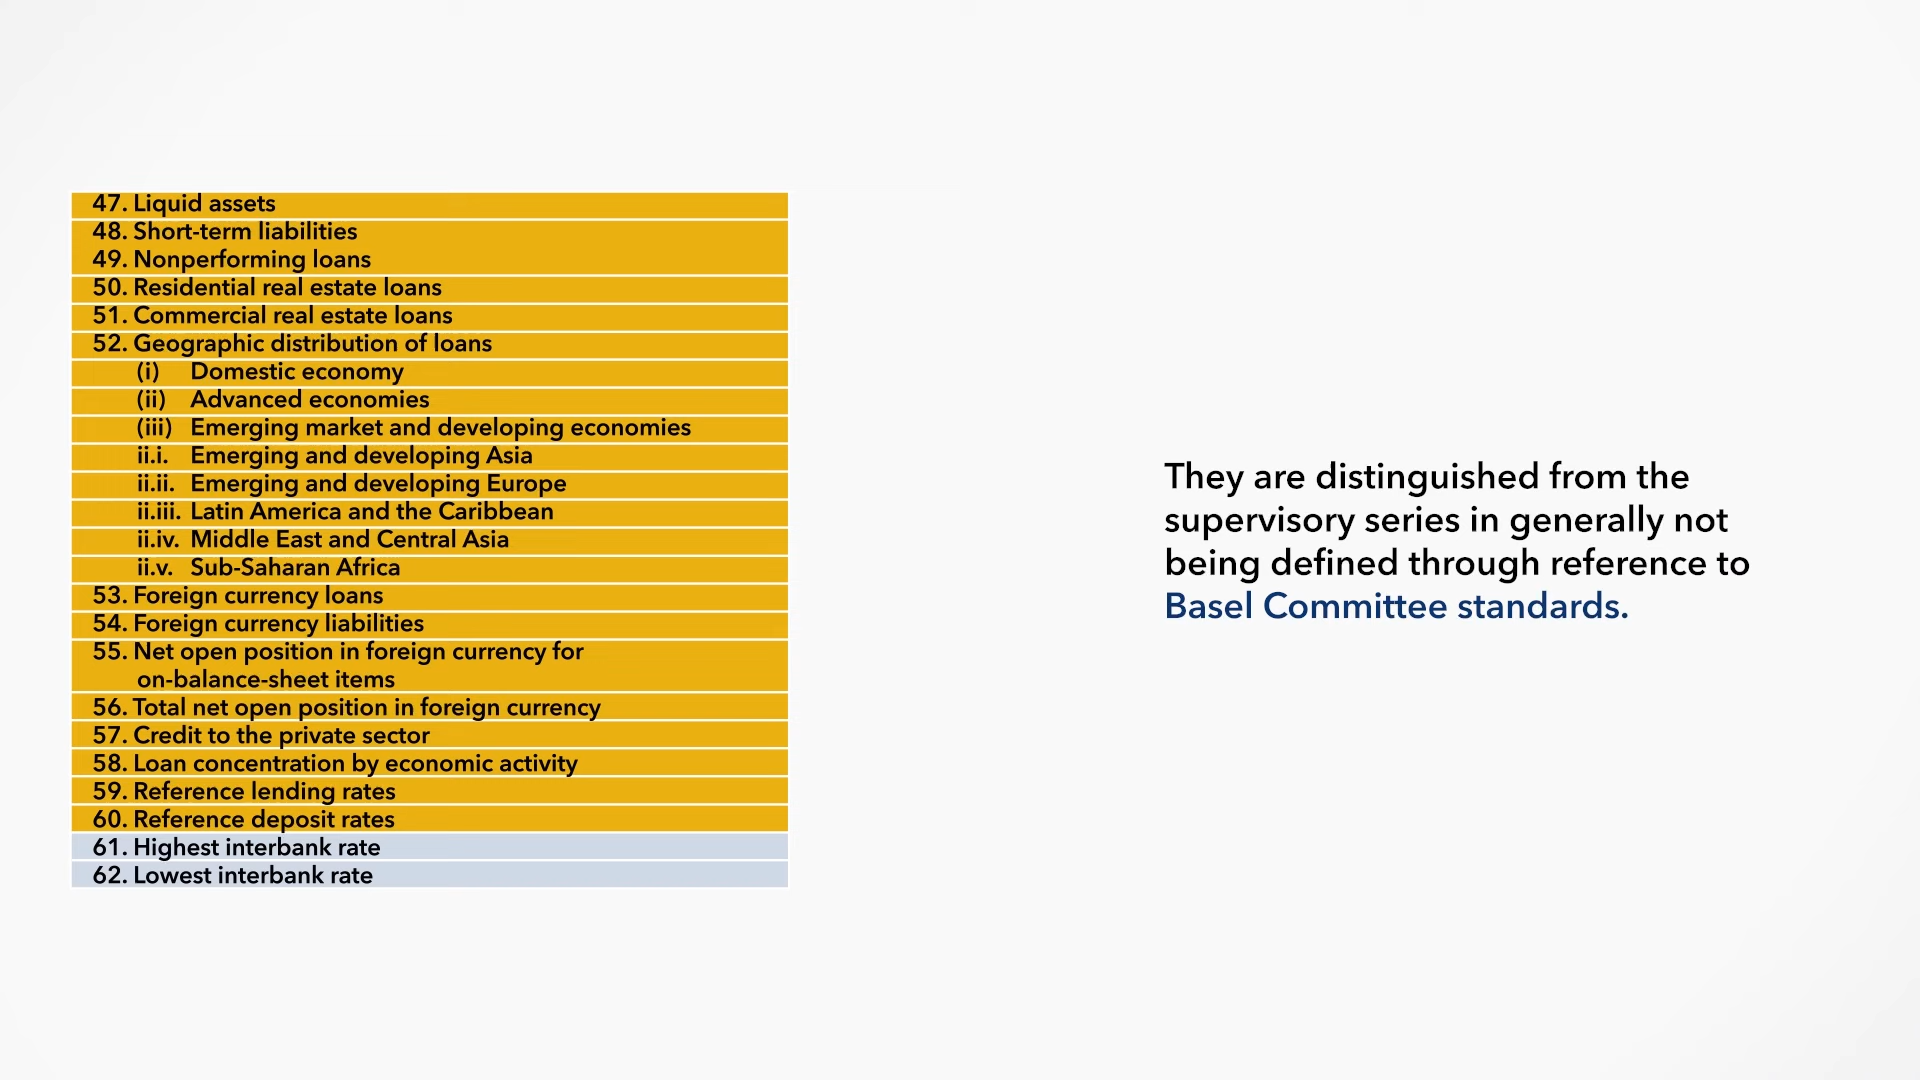 47. Liquid assets
48. Short-term liabilities
49. Nonperforming loans
50. Residential real estate loans
51. Commercial real estate loans
52. Geographic distribution of loans
(i) Domestic economy
(ii) Advanced economies
(iii) Emerging market and developing economies
ii.i. Emerging and developing Asia
ii.ii. Emerging and developing Europe
ii.iii. Latin America and the Caribbean
ii.iv. Middle East and Central Asia
ii.v. Sub-Saharan Africa
53. Foreign currency loans
54. Foreign currency liabilities
55. Net open position in foreign currency for
on-balance-sheet items
56. Total net open position in foreign currency
57. Credit to the private sector
58. Loan concentration by economic activity
59. Reference lending rates
60. Reference deposit rates
61. Highest interbank rate
62. Lowest interbank rate
They are distinguished from the
supervisory series in generally not
being defined through reference to
Basel Committee standards.